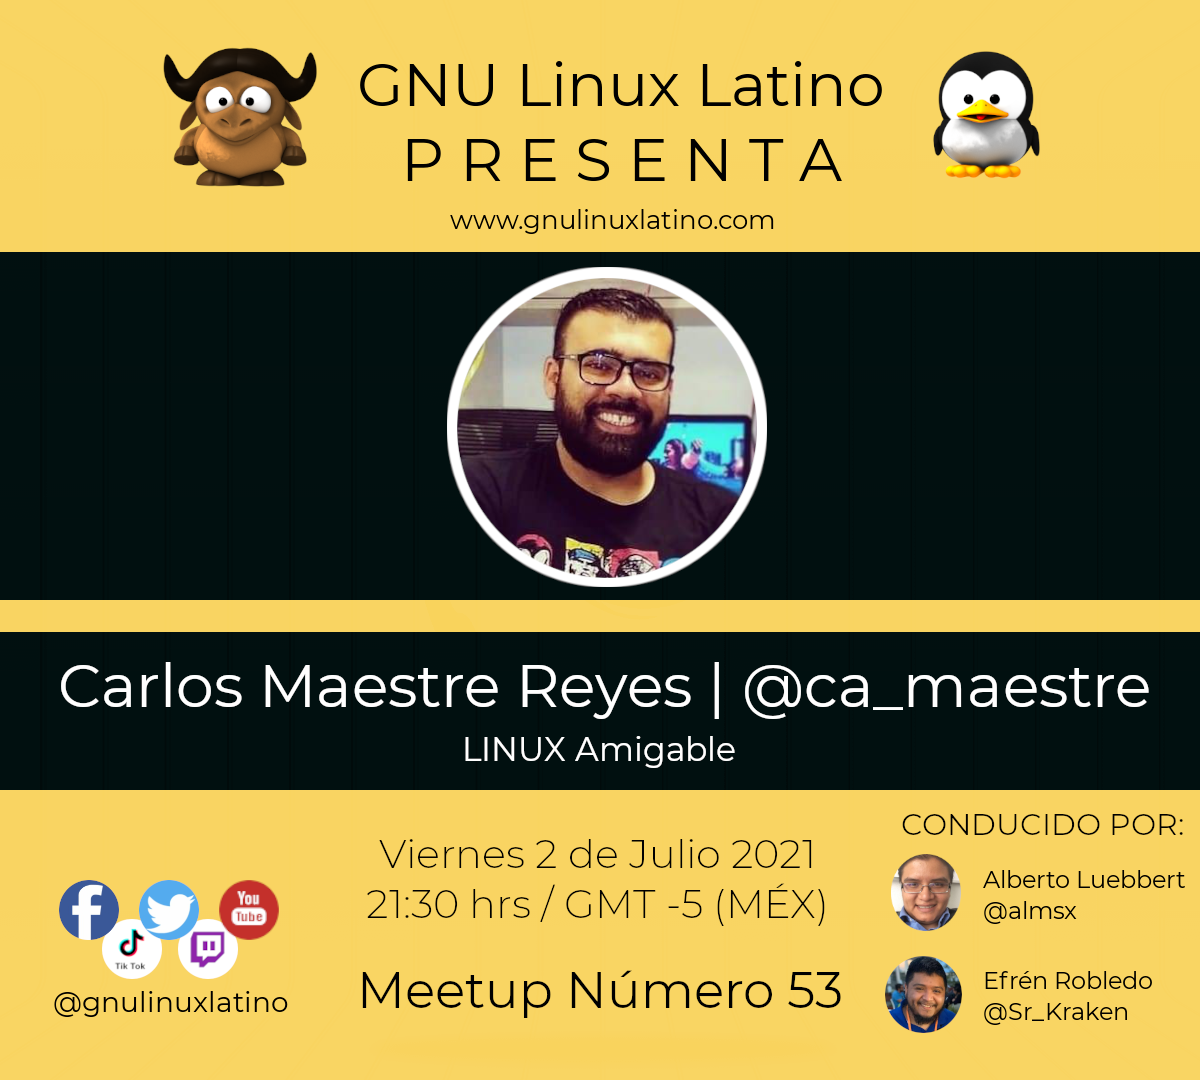 GNU Linux Latino
PRESENTA
www.gnulinuxlatino.com
Carlos Maestre Reyes | @ca_maestre
LINUX Amigable
Viernes 2 de Julio 2021
21:30 hrs / GMT -5 (MÉX)
Meetup Número 53
You
Tube
Tik Tok
@gnulinuxlatino
CONDUCIDO POR:
Alberto Luebbert
@almsx
Efrén Robledo
@Sr_Kraken